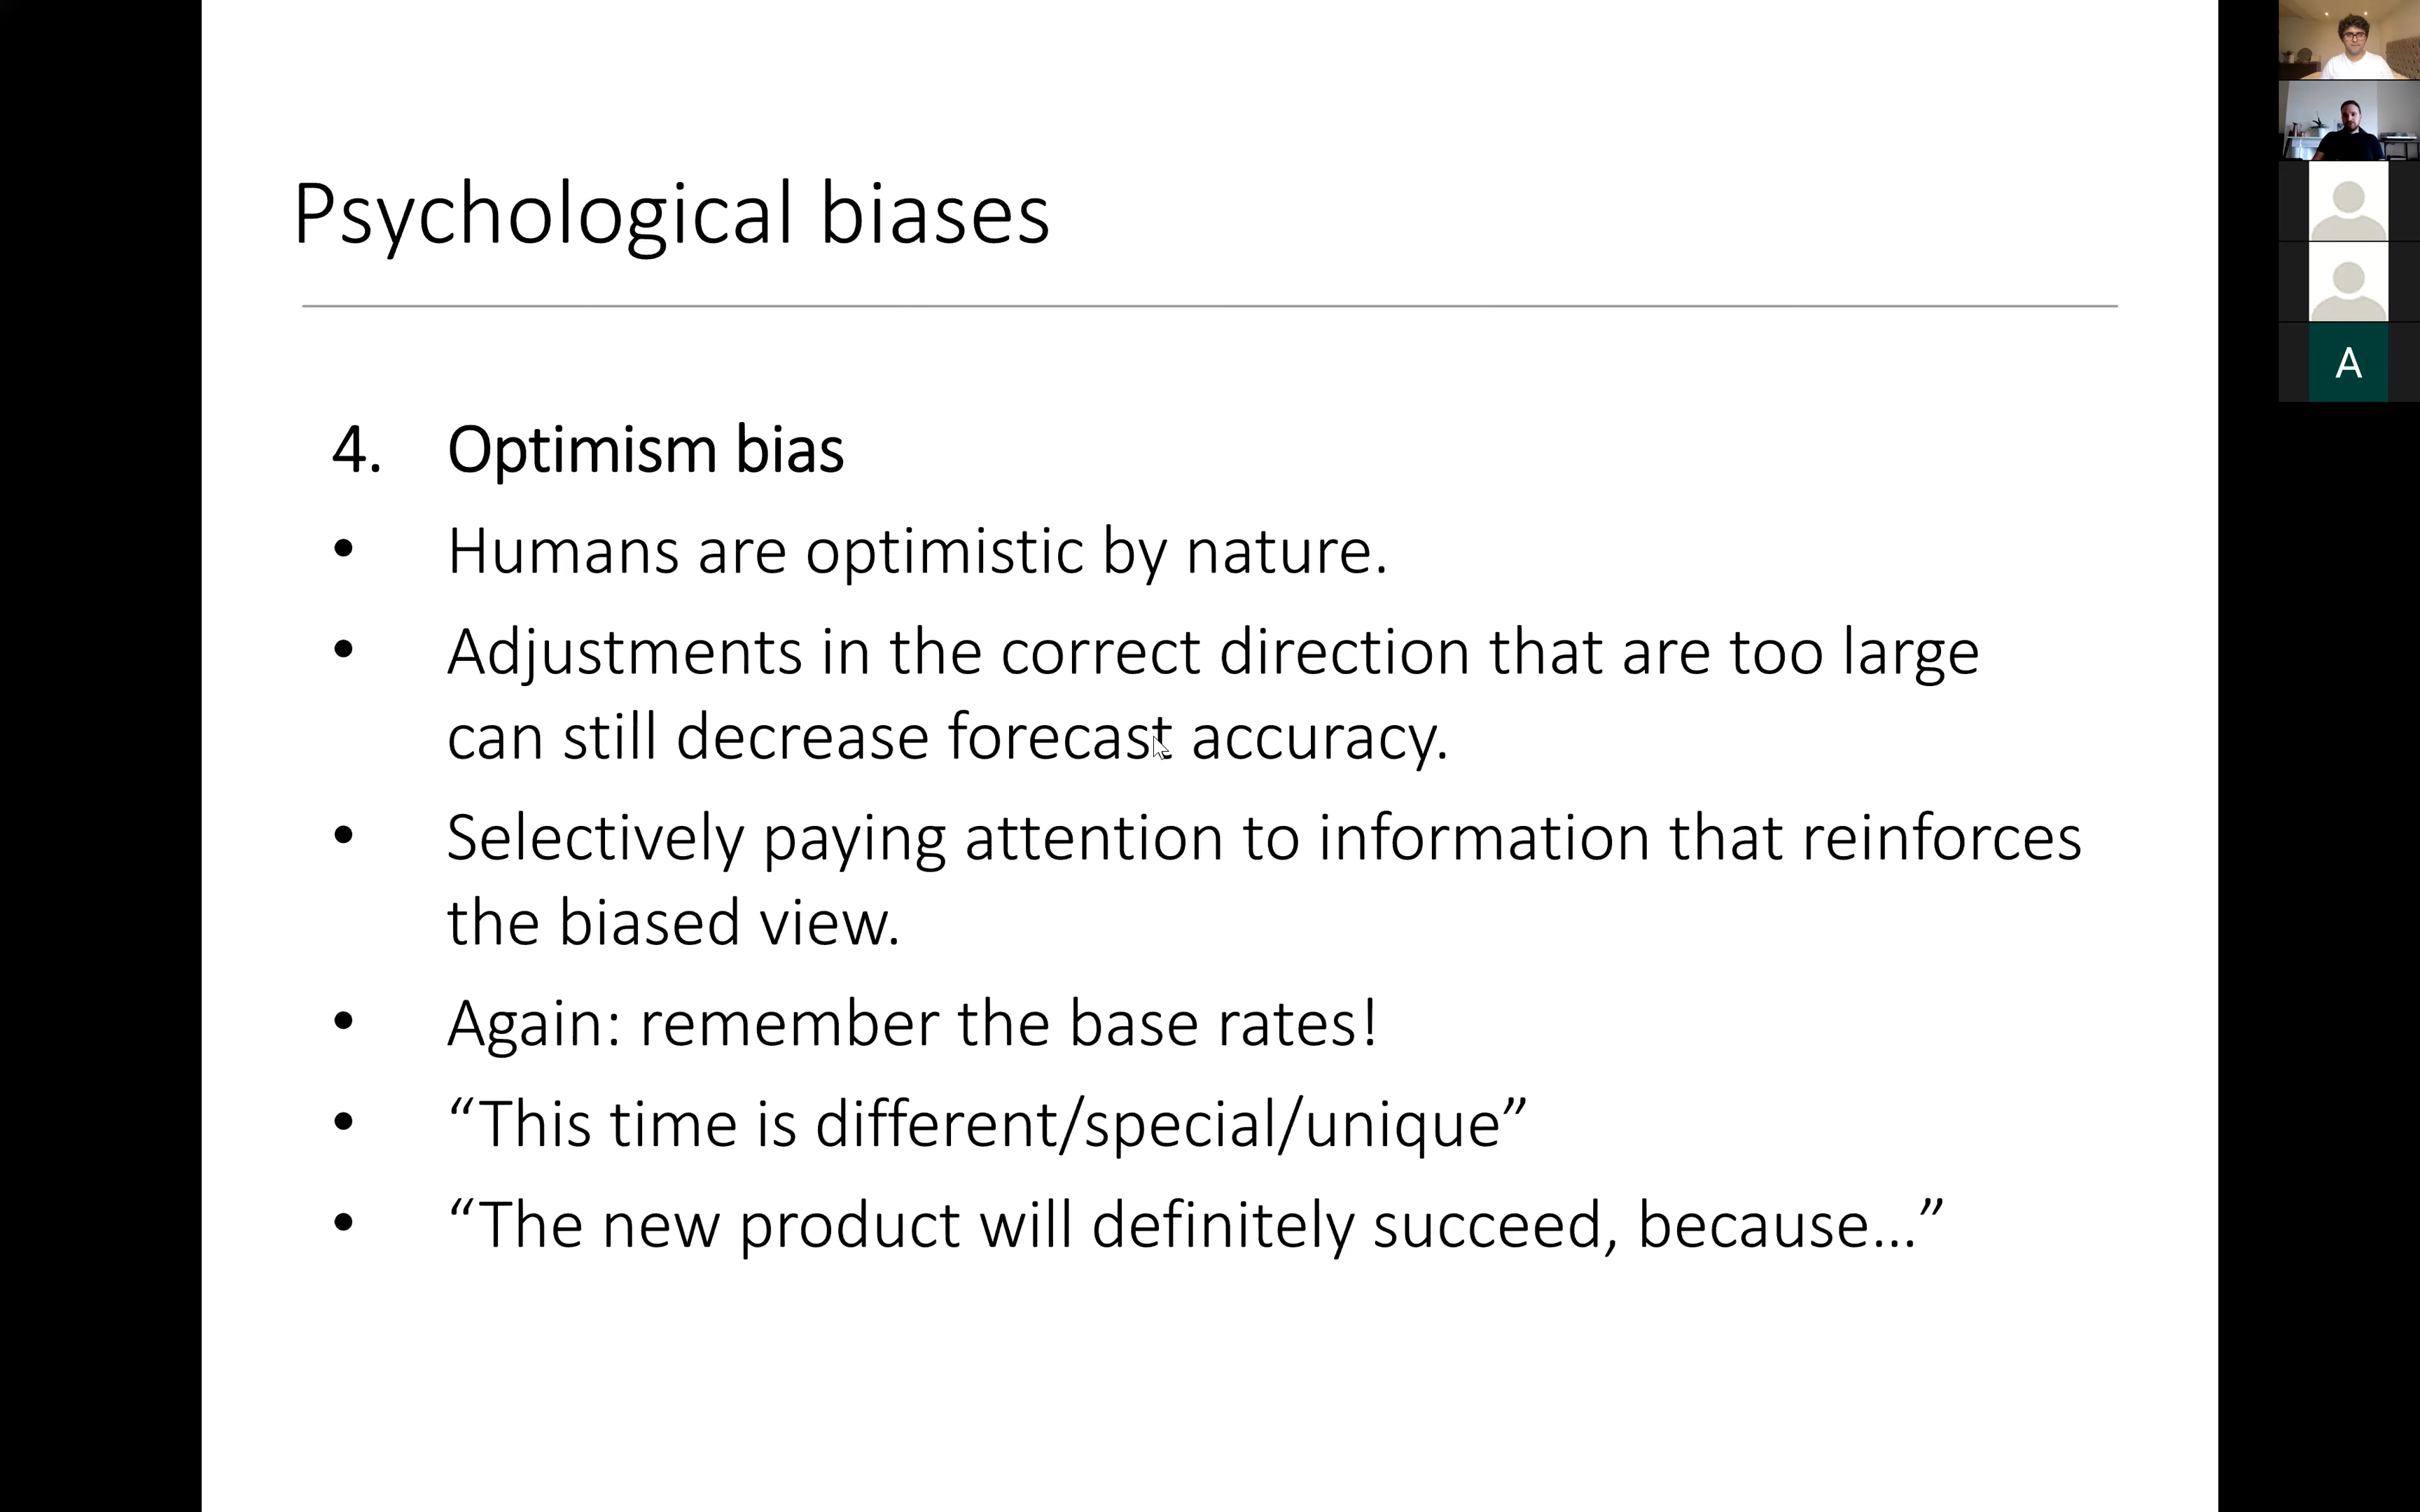 Psychological biases
4. Optimism bias
• Humans are optimistic by nature.
• Adjustments in the correct direction that are too large
can still decrease forecast accuracy.
• Selectively paying attention to information that reinforces
the biased view.
• Again: remember the base rates!
• “This time is different/special/unique”
• “The new product will definitely succeed, because…”
A